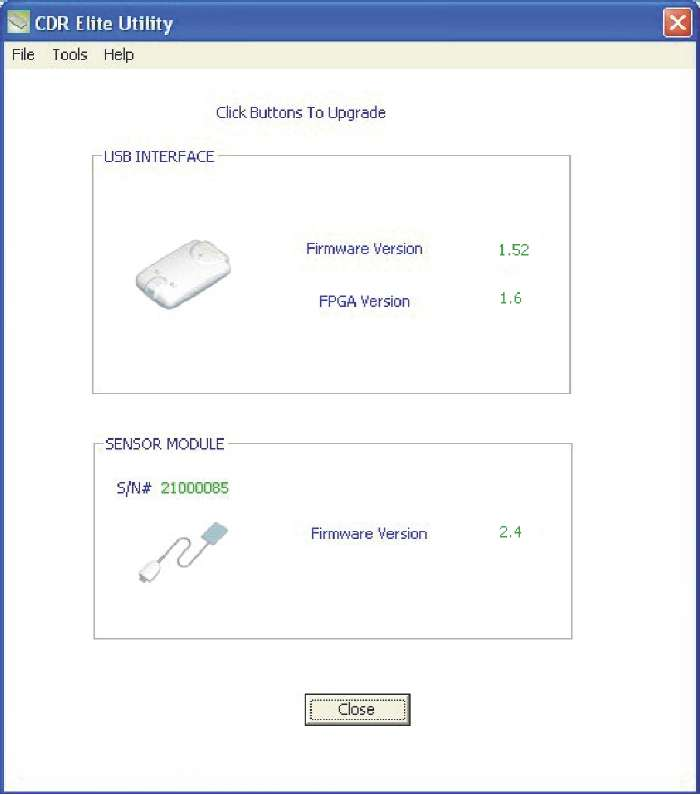 CDR Elite Utility
File Tools Help
Click Buttons To Upgrade
USB INTERFACE
Firmware Version 1.52
FPGA Version 1.6
SENSOR MODULE
S/N# 21000085
Firmware Version 2.4
Close